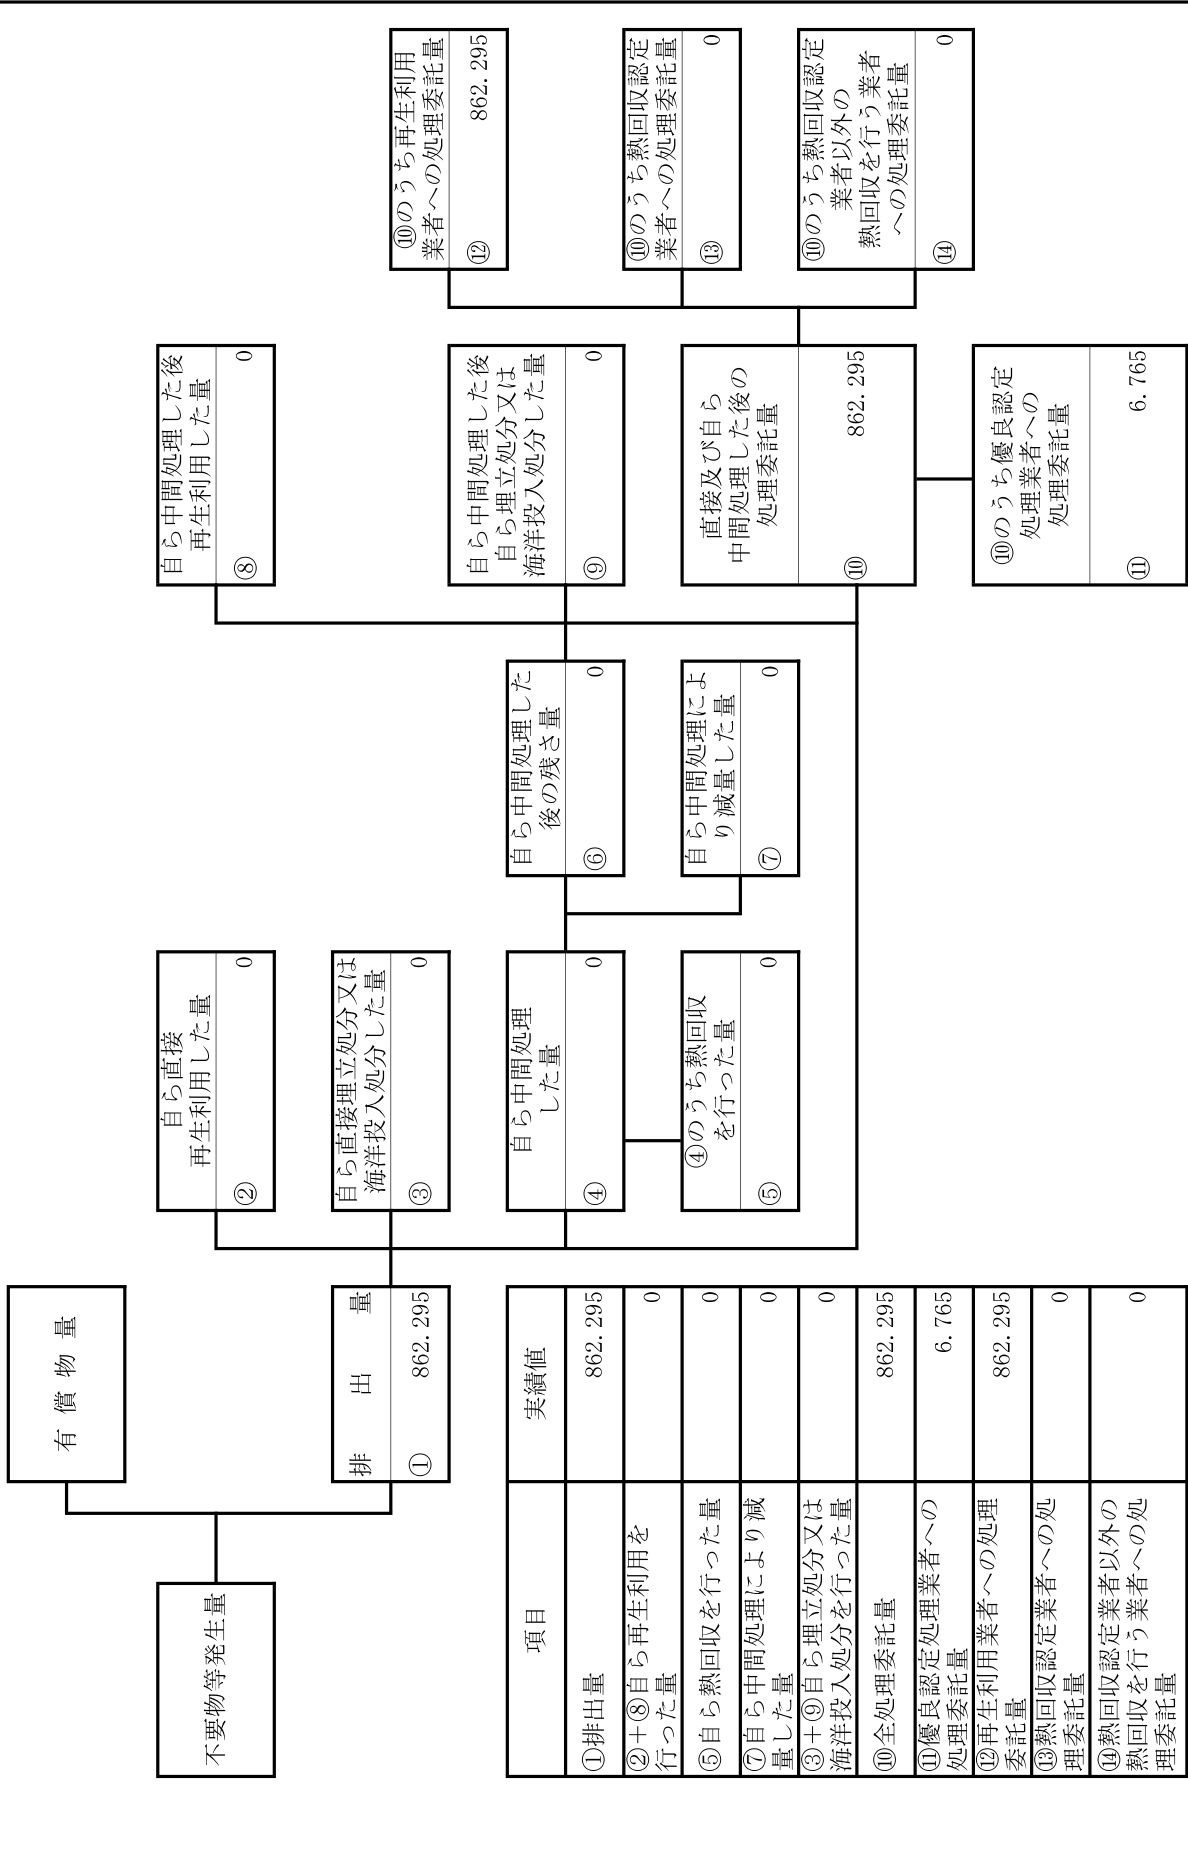 有償物量
不要物等発生量
排出量
① 862.295
自ら直接
再生利用した量
② 0
自ら直接埋立処分又は
海洋投入処分した量
③ 0
自ら中間処理
した量
④ 0
④のうち熱回収
を行った量
⑤ 0
自ら中間処理した
後の残さ量
⑥ 0
自ら中間処理によ
り減量した量
⑦ 0
自ら中間処理した後
再生利用した量
⑧ 0
自ら中間処理した後
自ら埋立処分又は
海洋投入処分した量
⑨ 0
直接及び自ら
中間処理した後の
処理委託量
⑩ 862.295
⑩のうち優良認定
処理業者への
処理委託量
⑪ 6.765
⑩のうち再生利用
業者への処理委託量
⑫ 862.295
⑩のうち熱回収認定
業者への処理委託量
⑬ 0
⑩のうち熱回収認定
業者以外の
熱回収を行う業者
への処理委託量
⑭ 0
項目 実績値
①排出量 862.295
②＋⑧自ら再生利用を
行った量 0
⑤自ら熱回収を行った量 0
⑦自ら中間処理により減
量した量 0
③＋⑨自ら埋立処分又は
海洋投入処分を行った量 0
⑩全処理委託量 862.295
⑪優良認定処理業者への
処理委託量 6.765
⑫再生利用業者への処理
委託量 862.295
⑬熱回収認定業者への処
理委託量 0
⑭熱回収認定業者以外の
熱回収を行う業者への処
理委託量 0